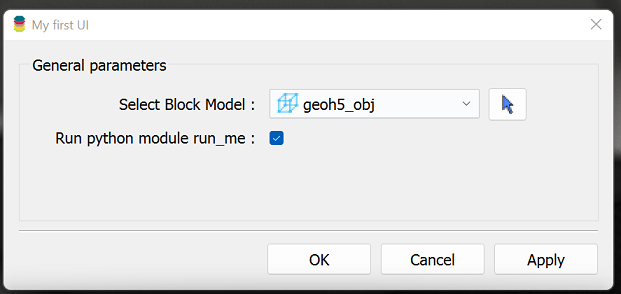 My first UI
General parameters
Select Block Model : geoh5_obj
Run python module run_me :
OK Cancel Apply